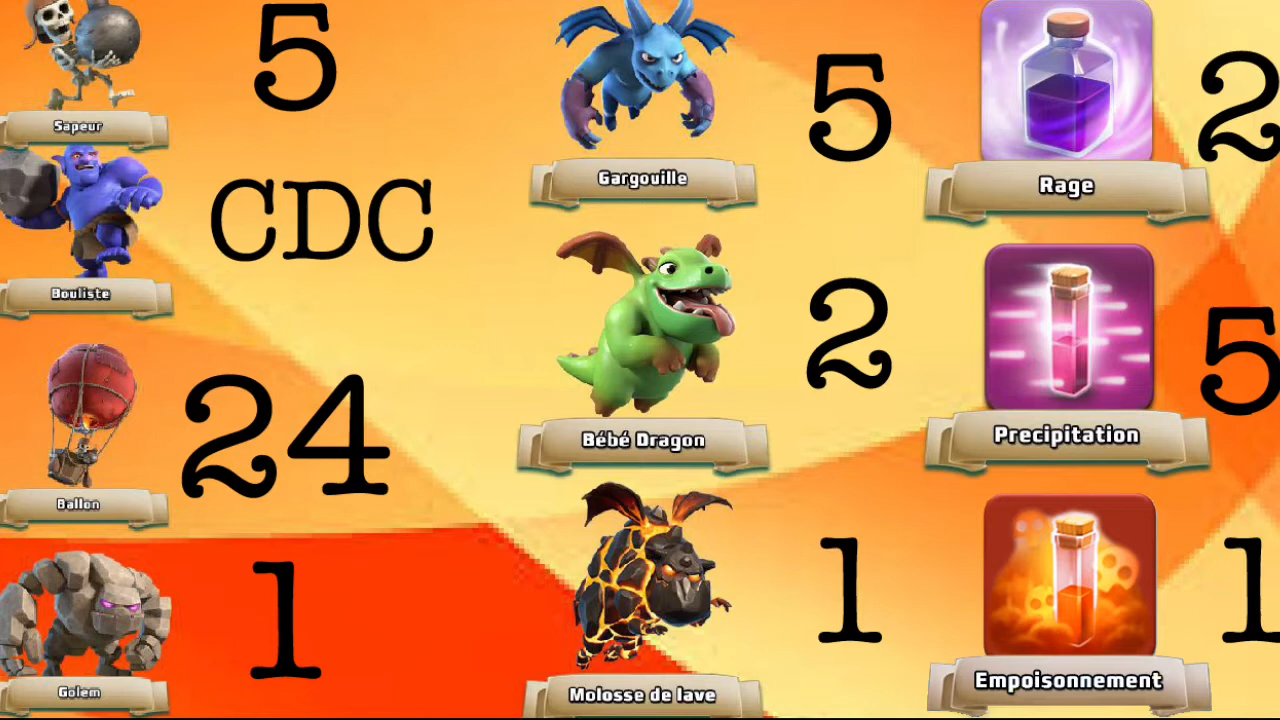 Sapeur
5
Bouliste
CDC
Ballon
24
Golem
1
Gargouille
5
Bébé Dragon
2
Molosse de lave
1
Rage
2
Precipitation
5
Empoisonnement
1